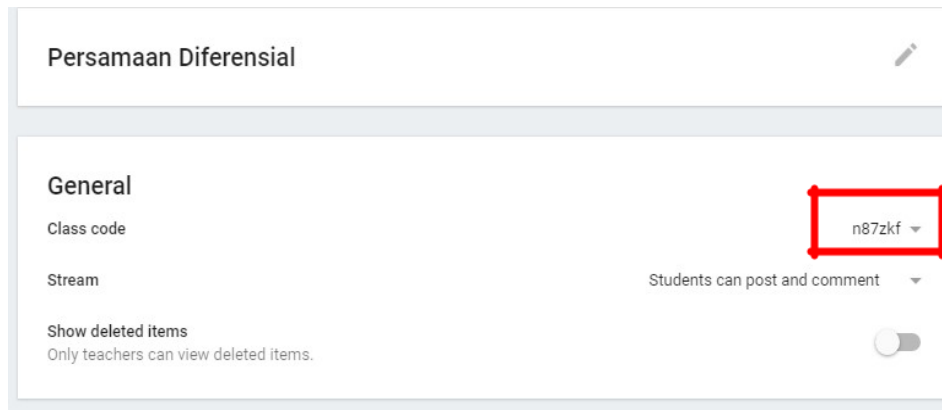 Persamaan Diferensial
General
Class code n87zkf
Stream Students can post and comment
Show deleted items
Only teachers can view deleted items.